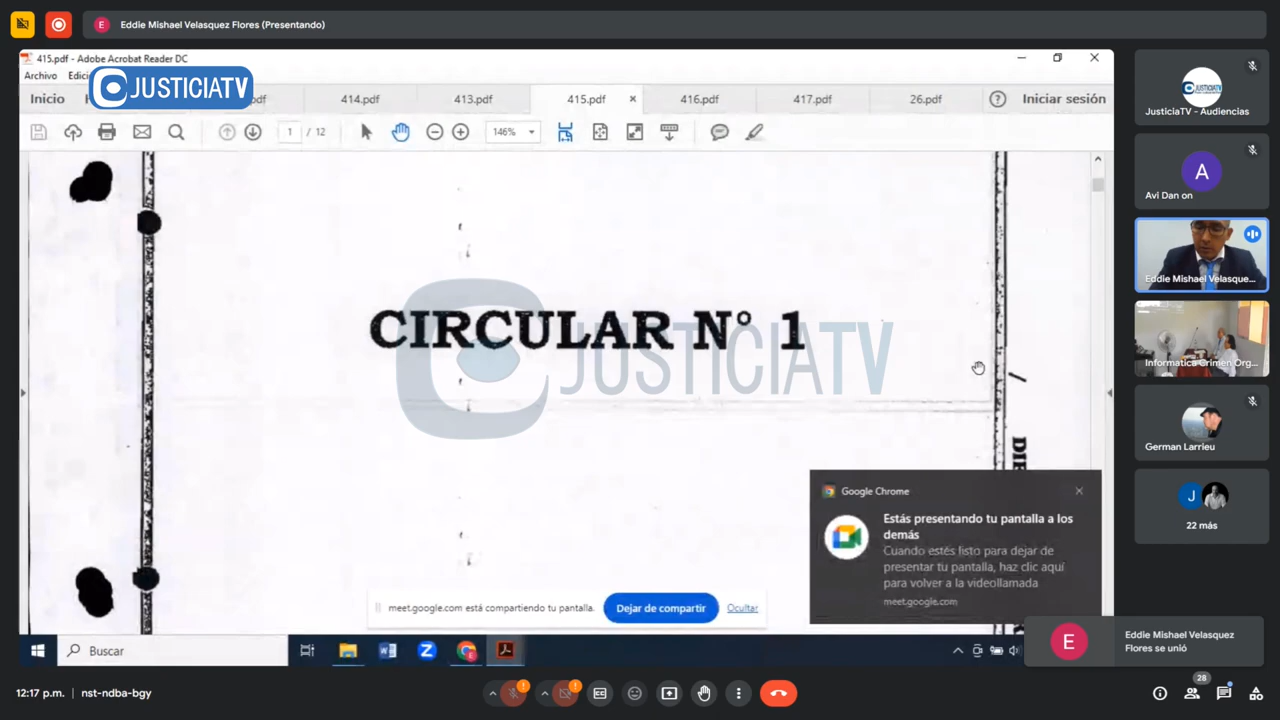 Eddie Mishael Velasquez Flores (Presentando)
415.pdf - Adobe Acrobat Reader DC
Archivo
JUSTICIATV
Inicio
414.pdf
413.pdf
415.pdf
416.pdf
417.pdf
26.pdf
Iniciar sesión
1 / 12
146%
CIRCULAR N° 1
JUSTICIATV
Google Chrome
Estás presentando tu pantalla a los
demás
Cuando estés listo para dejar de
presentar tu pantalla, haz clic aquí
para volver a la videollamada
meet.google.com
meet.google.com está compartiendo tu pantalla.
Dejar de compartir
Ocultar
Buscar
JusticiaTV - Audiencias
A
Avi Dan on
Eddie Mishael Velasque...
Informatica Crimen Org...
German Larrieu
J
22 más
E
Eddie Mishael Velasquez
Flores se unió
12:17 p.m.
nst-ndba-bgy
28